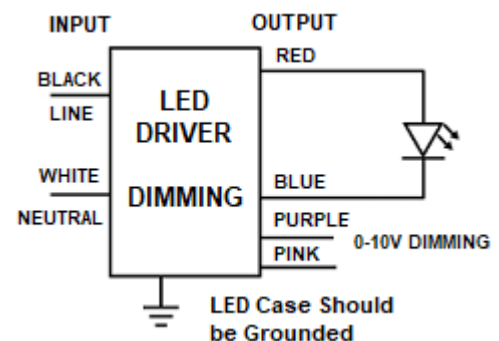 INPUT
OUTPUT
BLACK
LINE
WHITE
NEUTRAL
LED
DRIVER
DIMMING
RED
BLUE
PURPLE
PINK
0-10V DIMMING
LED Case Should
be Grounded